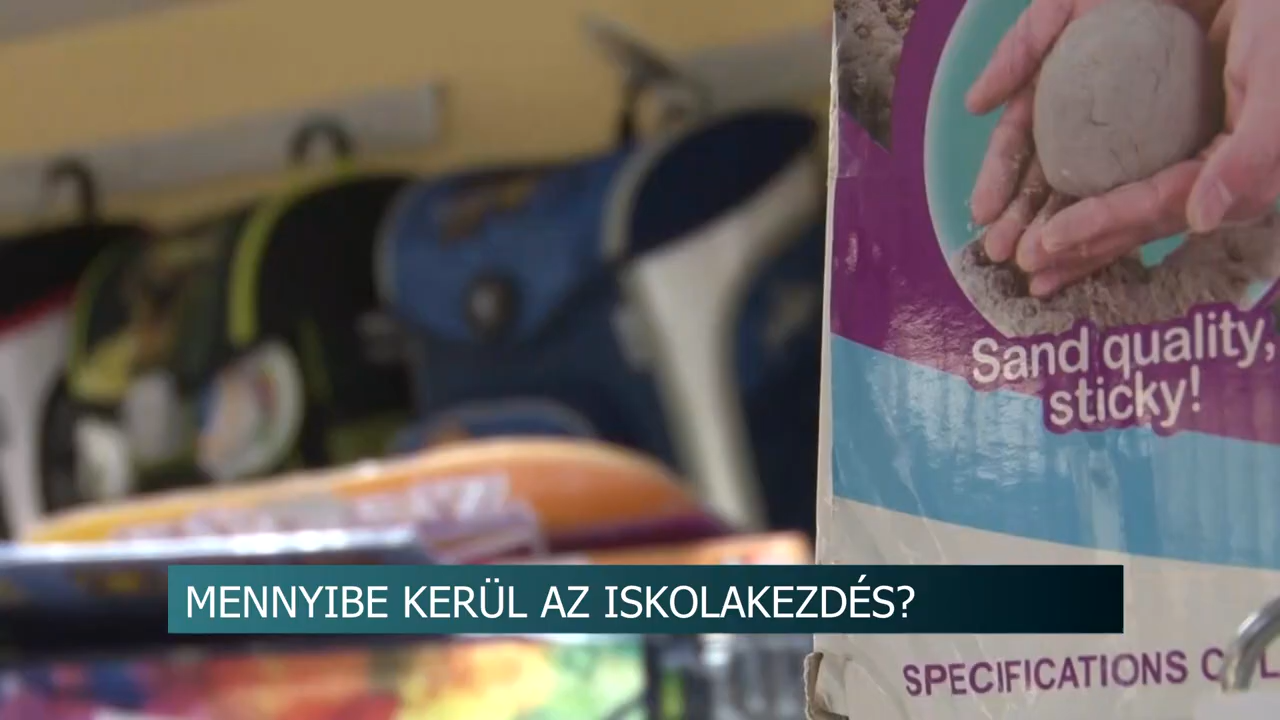 Sand quality,
sticky!
MENNYIBE KERÜL AZ ISKOLAKEZDÉS?
SPECIFICATIONS